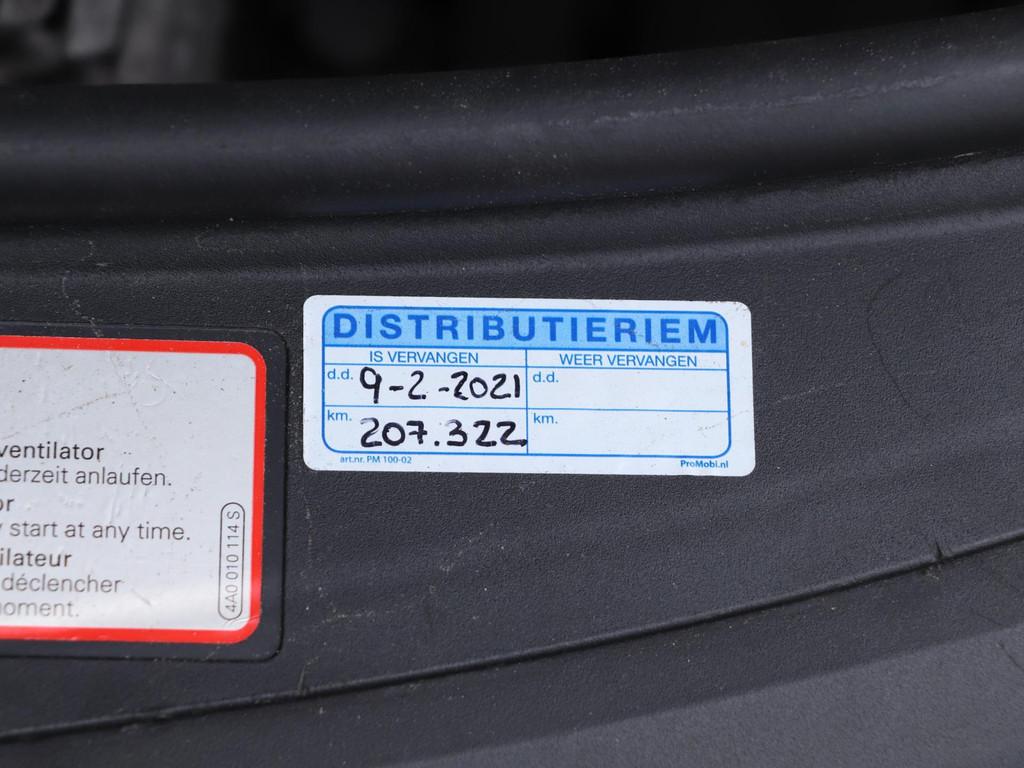 ventilator
derzeit anlaufen.
or
start at any time.
ilateur
déclencher
moment.
4A0 010 114 S
DISTRIBUTIERIEM
IS VERVANGEN
WEER VERVANGEN
d.d. 9-2-2021
d.d.
km. 207.322
km.
art.nr. PM 100-02
ProMobi.nl